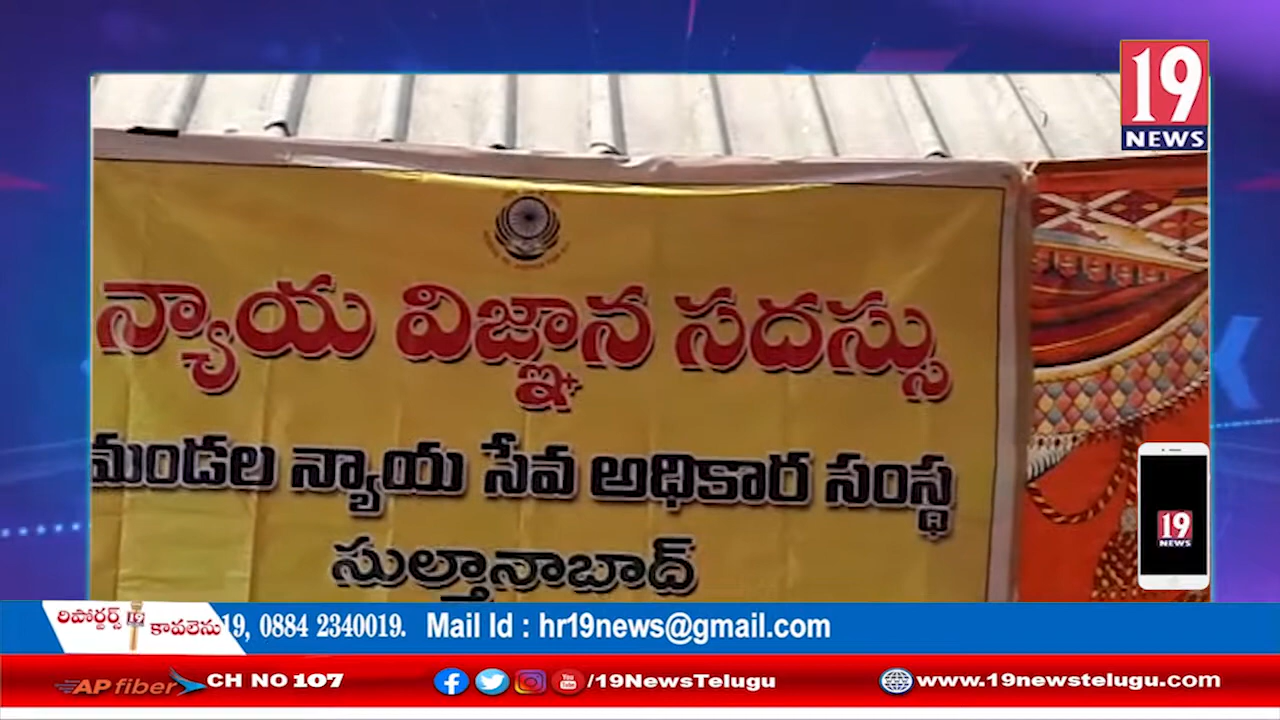 19
NEWS
న్యాయ విజ్ఞాన సదస్సు
మండల న్యాయ సేవ అధికార సంస్థ
సుల్తానాబాద్
19
NEWS
రిపోర్టర్స్ కావలెను
19, 0884 2340019. Mail Id : hr19news@gmail.com
AP fiber CH NO 107 /19NewsTelugu www.19newstelugu.com